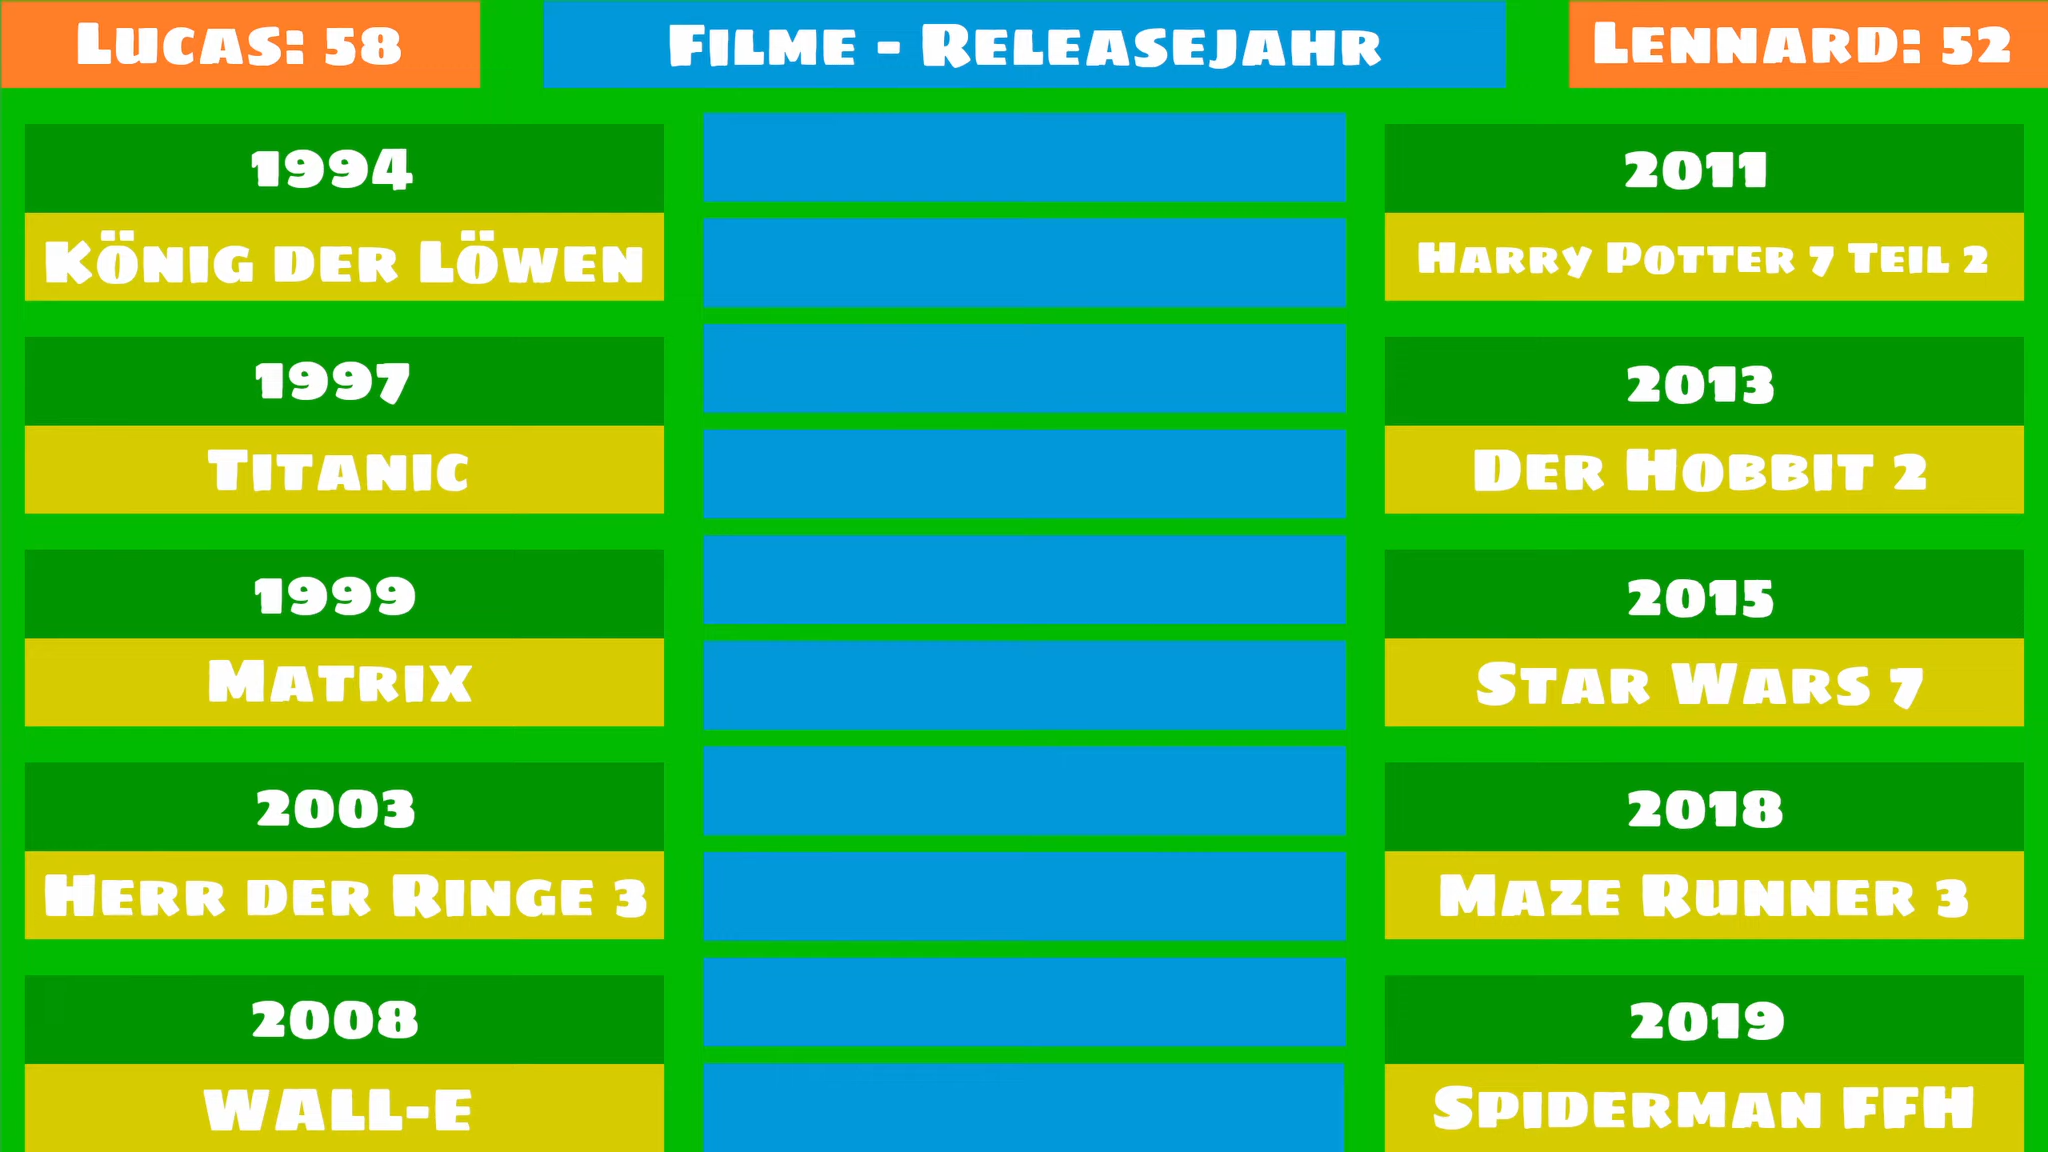 Lucas: 58
Filme - Releasejahr
Lennard: 52
1994
König der Löwen
1997
Titanic
1999
Matrix
2003
Herr der Ringe 3
2008
WALL-E
2011
Harry Potter 7 Teil 2
2013
Der Hobbit 2
2015
Star Wars 7
2018
Maze Runner 3
2019
Spiderman FFH